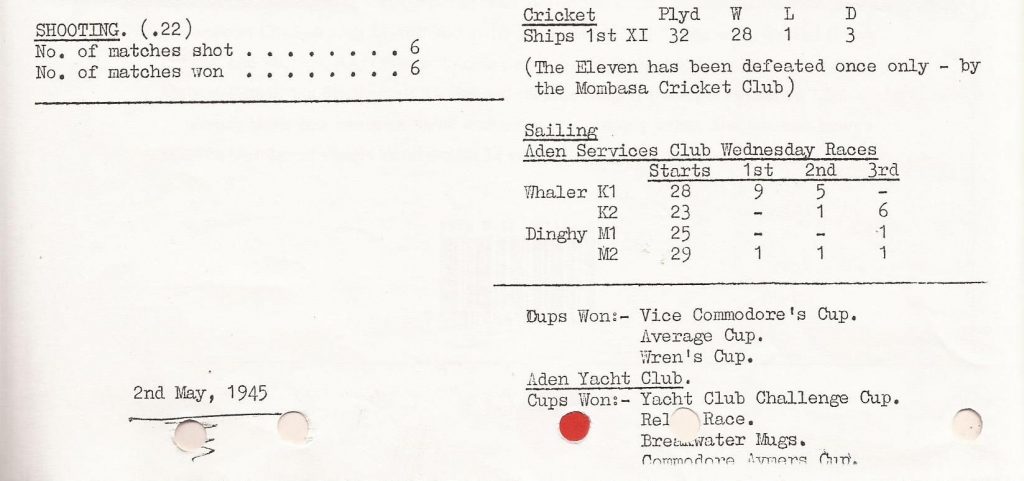 SHOOTING. (.22)
No. of matches shot . . . . . . . . 6
No. of matches won . . . . . . . . 6
2nd May, 1945
Cricket Plyd W L D
Ships 1st XI 32 28 1 3
(The Eleven has been defeated once only - by
the Mombasa Cricket Club)
Sailing
Aden Services Club Wednesday Races
Starts 1st 2nd 3rd
Whaler K1 28 9 5 -
K2 23 - 1 6
Dinghy M1 25 - - 1
M2 29 1 1 1
Cups Won:- Vice Commodore's Cup.
Average Cup.
Wren's Cup.
Aden Yacht Club.
Cups Won:- Yacht Club Challenge Cup.
Race.
Breakwater Mugs.
Commodore Cup.